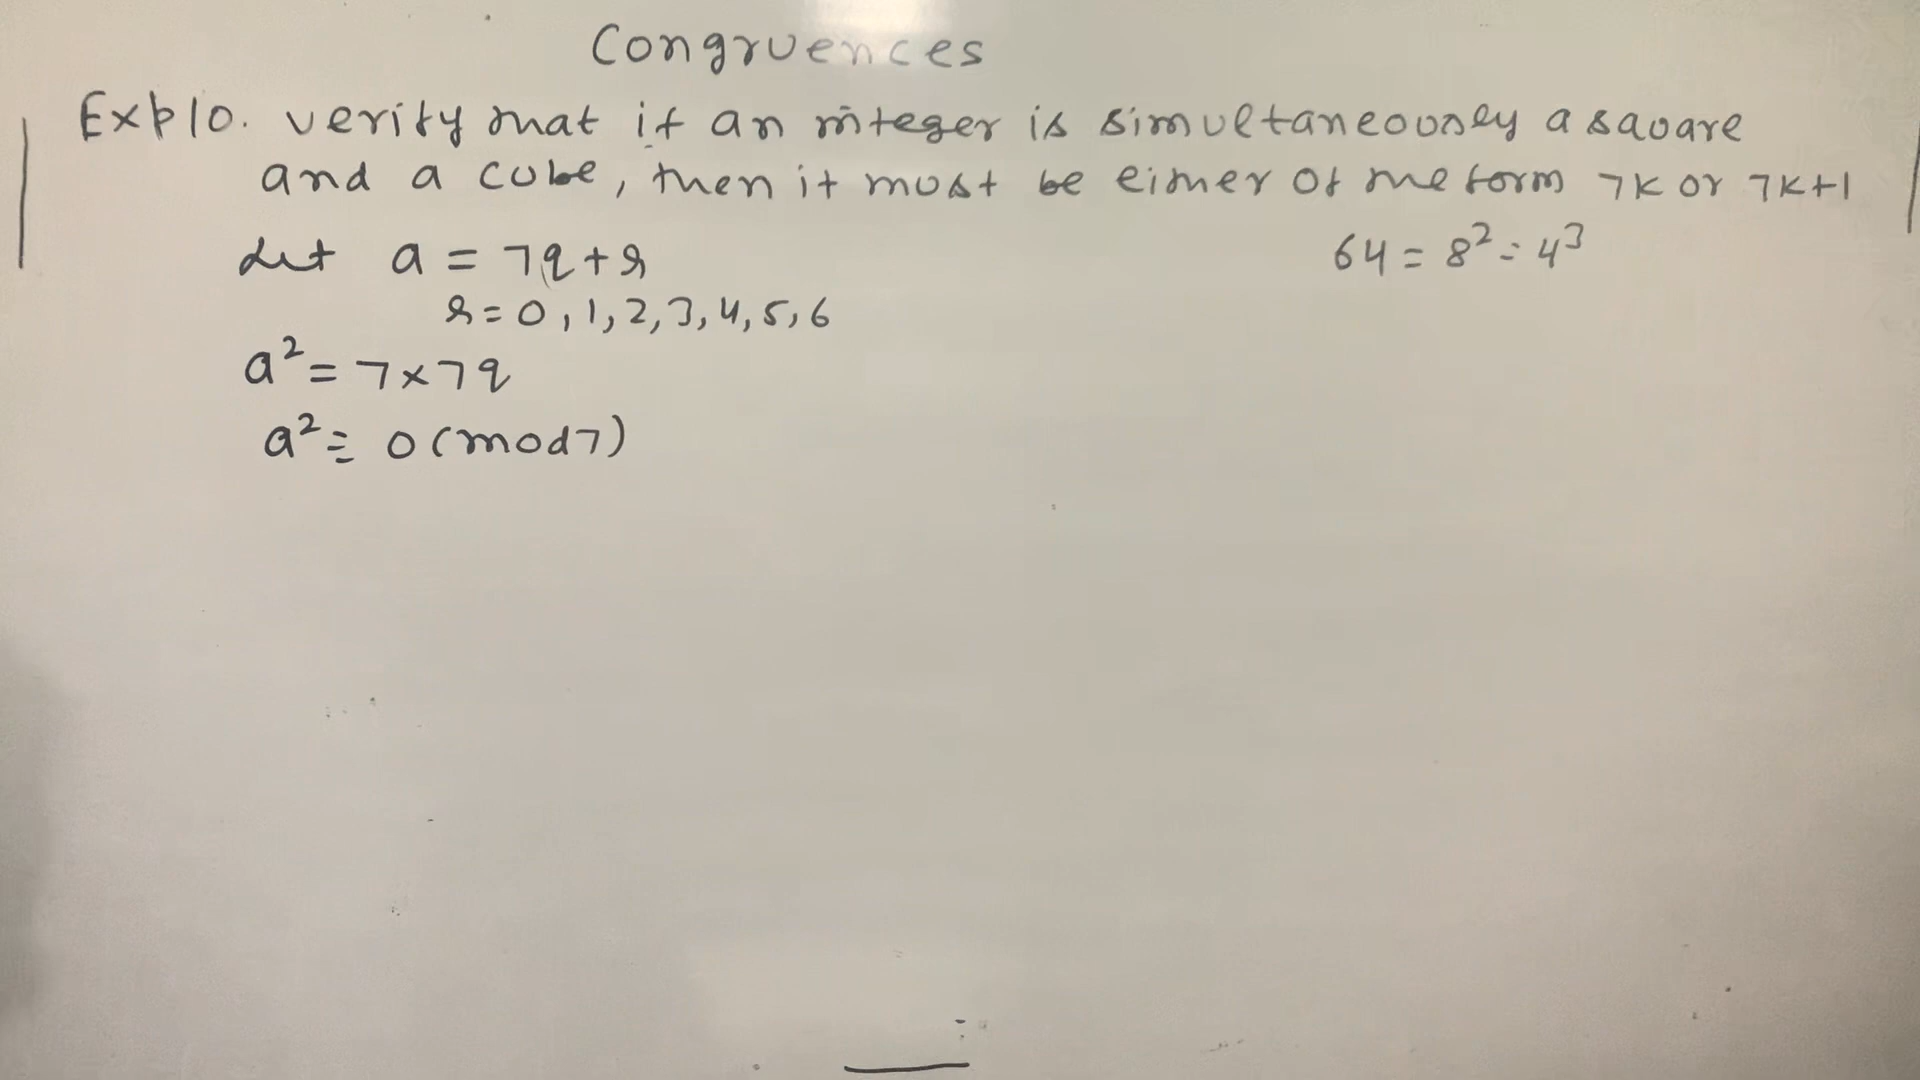 Congruences
Exp10. verify that if an integer is simultaneously a square
and a cube, then it must be either of the form 7K or 7K+1
64 = 8² = 4³
Let a = 7q+r
r = 0, 1, 2, 3, 4, 5, 6
a² = 7×7q
a² ≡ 0 (mod 7)